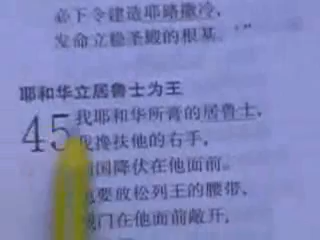 必下令建造耶路撒冷，
发命立稳圣殿的根基。
耶和华立居鲁士为王
45 我耶和华所膏的居鲁士，
我搀扶他的右手，
国降伏在他面前。
要放松列王的腰带，
门在他面前敞开，